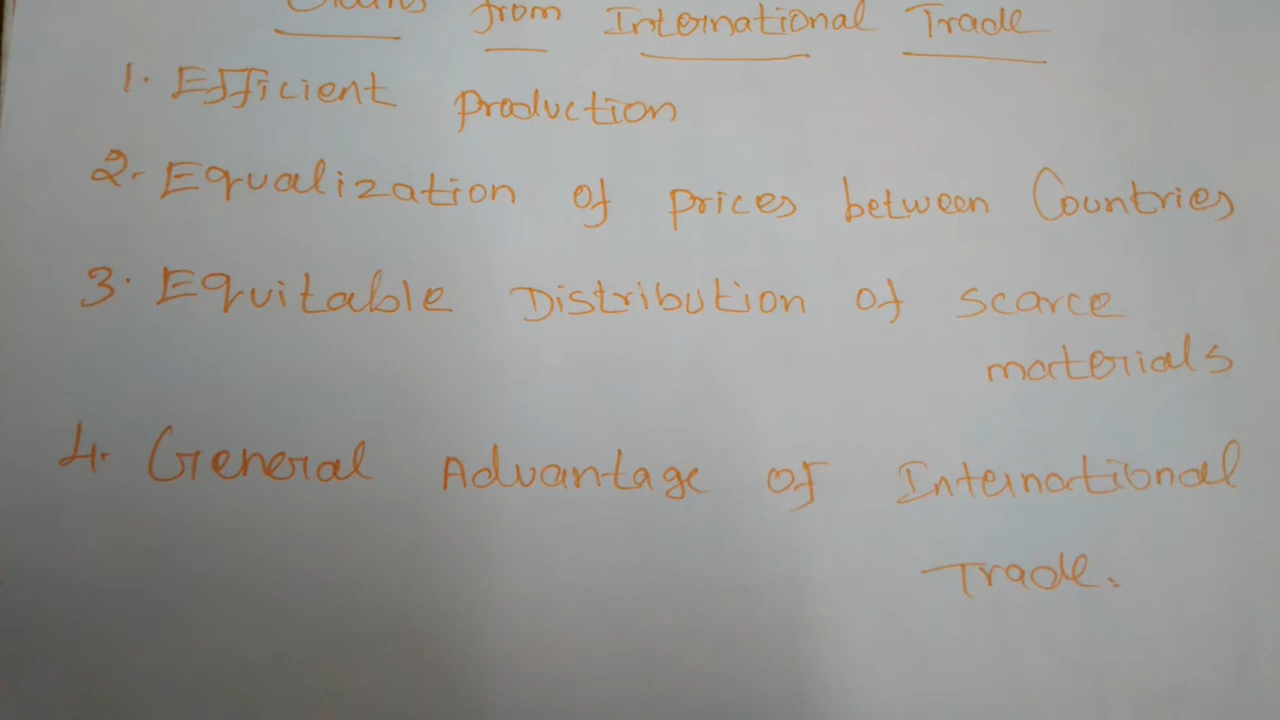 Gains from International Trade
1. Efficient production
2. Equalization of prices between Countries
3. Equitable Distribution of scarce
materials
4. General Advantage of International
Trade.